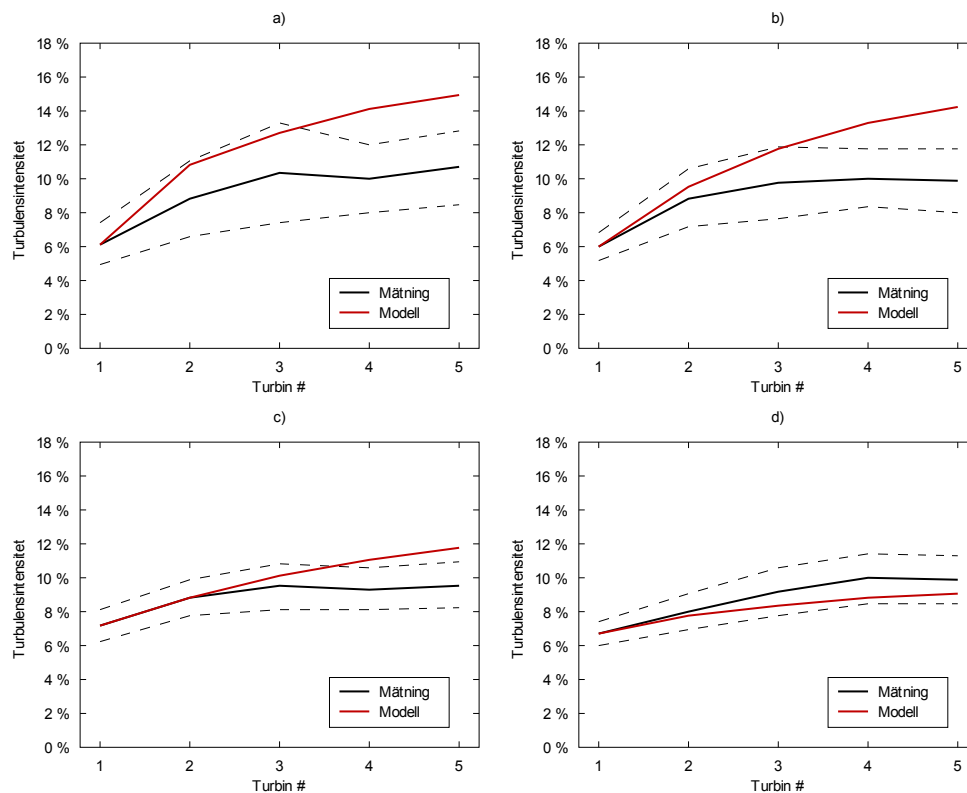 a)
18 %
16 %
14 %
12 %
10 %
8 %
6 %
4 %
2 %
0 %
Turbulensintensitet
Mätning
Modell
1 2 3 4 5
Turbin #
b)
18 %
16 %
14 %
12 %
10 %
8 %
6 %
4 %
2 %
0 %
Turbulensintensitet
Mätning
Modell
1 2 3 4 5
Turbin #
c)
18 %
16 %
14 %
12 %
10 %
8 %
6 %
4 %
2 %
0 %
Turbulensintensitet
Mätning
Modell
1 2 3 4 5
Turbin #
d)
18 %
16 %
14 %
12 %
10 %
8 %
6 %
4 %
2 %
0 %
Turbulensintensitet
Mätning
Modell
1 2 3 4 5
Turbin #